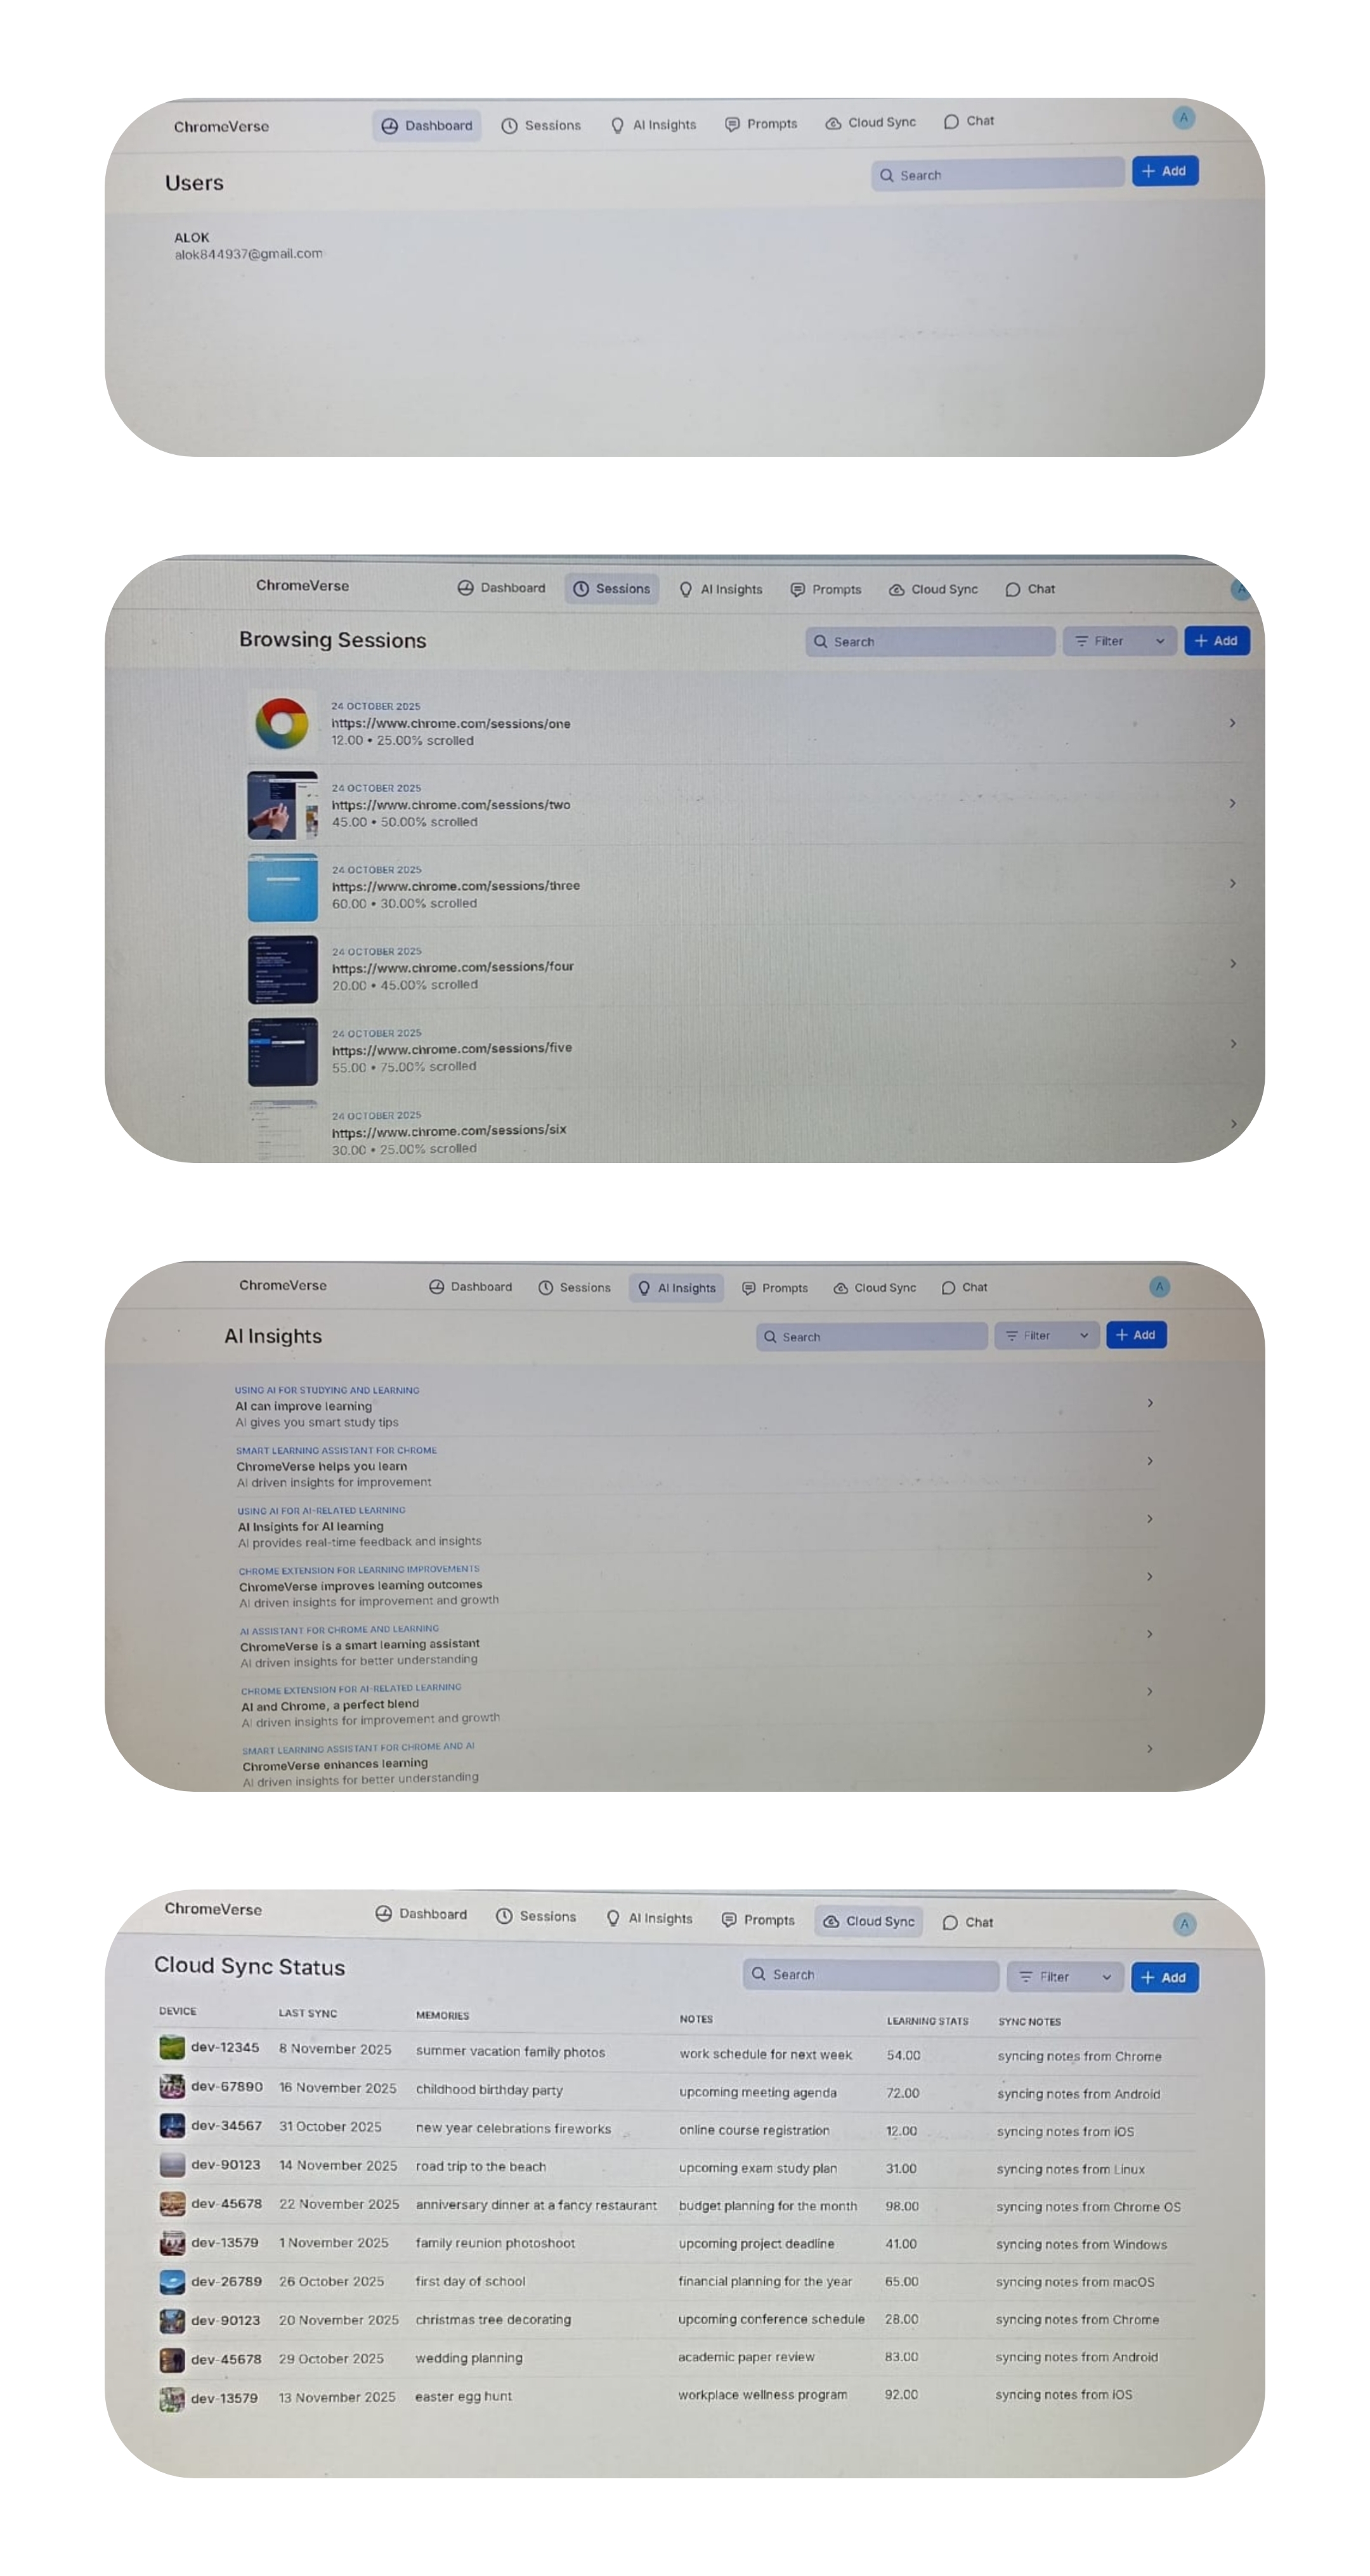 ChromeVerse Dashboard Sessions AI Insights Prompts Cloud Sync Chat A
Users Search + Add
ALOK
alok844937@gmail.com
ChromeVerse Dashboard Sessions AI Insights Prompts Cloud Sync Chat A
Browsing Sessions Search Filter + Add
24 OCTOBER 2025
https://www.chrome.com/sessions/one
12.00 • 25.00% scrolled
24 OCTOBER 2025
https://www.chrome.com/sessions/two
45.00 • 50.00% scrolled
24 OCTOBER 2025
https://www.chrome.com/sessions/three
60.00 • 30.00% scrolled
24 OCTOBER 2025
https://www.chrome.com/sessions/four
20.00 • 45.00% scrolled
24 OCTOBER 2025
https://www.chrome.com/sessions/five
55.00 • 75.00% scrolled
24 OCTOBER 2025
https://www.chrome.com/sessions/six
30.00 • 25.00% scrolled
ChromeVerse Dashboard Sessions AI Insights Prompts Cloud Sync Chat A
AI Insights Search Filter + Add
USING AI FOR STUDYING AND LEARNING
AI can improve learning
AI gives you smart study tips
SMART LEARNING ASSISTANT FOR CHROME
ChromeVerse helps you learn
AI driven insights for improvement
USING AI FOR AI-RELATED LEARNING
AI Insights for AI learning
AI provides real-time feedback and insights
CHROME EXTENSION FOR LEARNING IMPROVEMENTS
ChromeVerse improves learning outcomes
AI driven insights for improvement and growth
AI ASSISTANT FOR CHROME AND LEARNING
ChromeVerse is a smart learning assistant
AI driven insights for better understanding
CHROME EXTENSION FOR AI-RELATED LEARNING
AI and Chrome, a perfect blend
AI driven insights for improvement and growth
SMART LEARNING ASSISTANT FOR CHROME AND AI
ChromeVerse enhances learning
AI driven insights for better understanding
ChromeVerse Dashboard Sessions AI Insights Prompts Cloud Sync Chat A
Cloud Sync Status Search Filter + Add
DEVICE LAST SYNC MEMORIES NOTES LEARNING STATS SYNC NOTES
dev-12345 8 November 2025 summer vacation family photos work schedule for next week 54.00 syncing notes from Chrome
dev-67890 16 November 2025 childhood birthday party upcoming meeting agenda 72.00 syncing notes from Android
dev-34567 31 October 2025 new year celebrations fireworks online course registration 12.00 syncing notes from iOS
dev-90123 14 November 2025 road trip to the beach upcoming exam study plan 31.00 syncing notes from Linux
dev-45678 22 November 2025 anniversary dinner at a fancy restaurant budget planning for the month 98.00 syncing notes from Chrome OS
dev-13579 1 November 2025 family reunion photoshoot upcoming project deadline 41.00 syncing notes from Windows
dev-26789 26 October 2025 first day of school financial planning for the year 65.00 syncing notes from macOS
dev-90123 20 November 2025 christmas tree decorating upcoming conference schedule 28.00 syncing notes from Chrome
dev-45678 29 October 2025 wedding planning academic paper review 83.00 syncing notes from Android
dev-13579 13 November 2025 easter egg hunt workplace wellness program 92.00 syncing notes from iOS